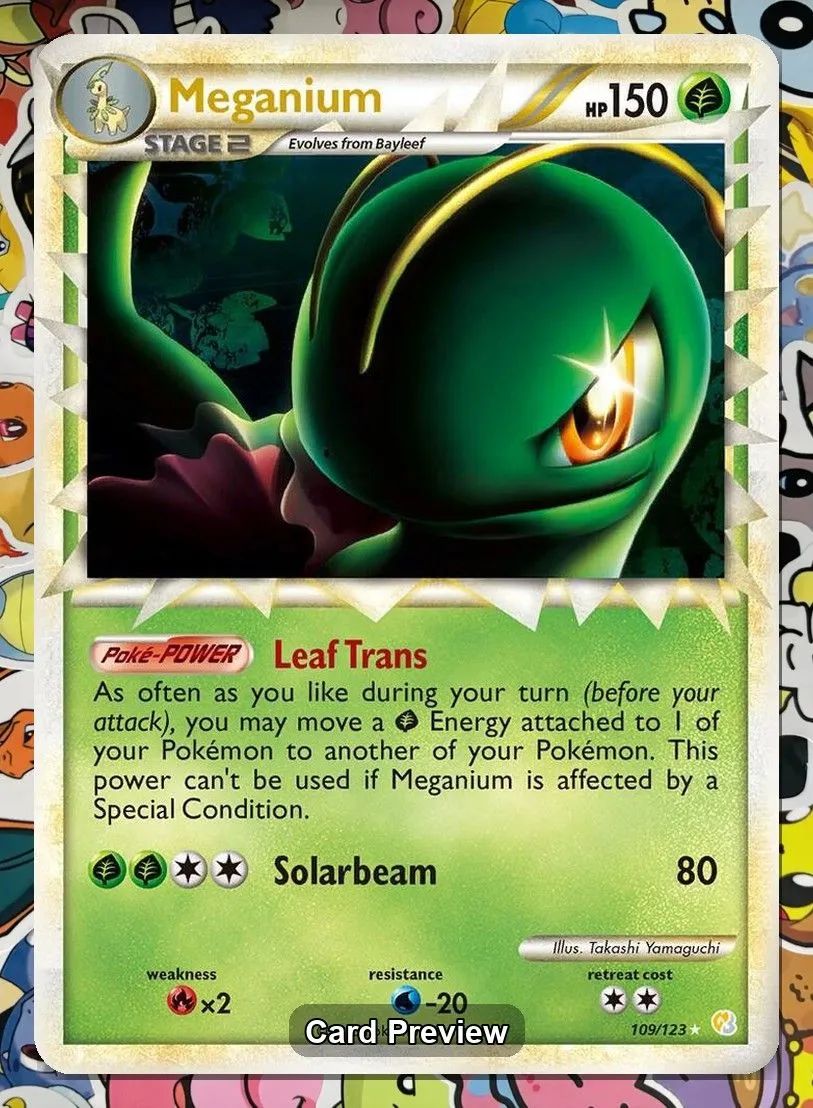 Meganium
HP150
STAGE 2
Evolves from Bayleef
Poké-POWER
Leaf Trans
As often as you like during your turn (before your
attack), you may move a Energy attached to 1 of
your Pokémon to another of your Pokémon. This
power can't be used if Meganium is affected by a
Special Condition.
Solarbeam
80
Illus. Takashi Yamaguchi
weakness
resistance
retreat cost
×2
-20
Card Preview
109/123